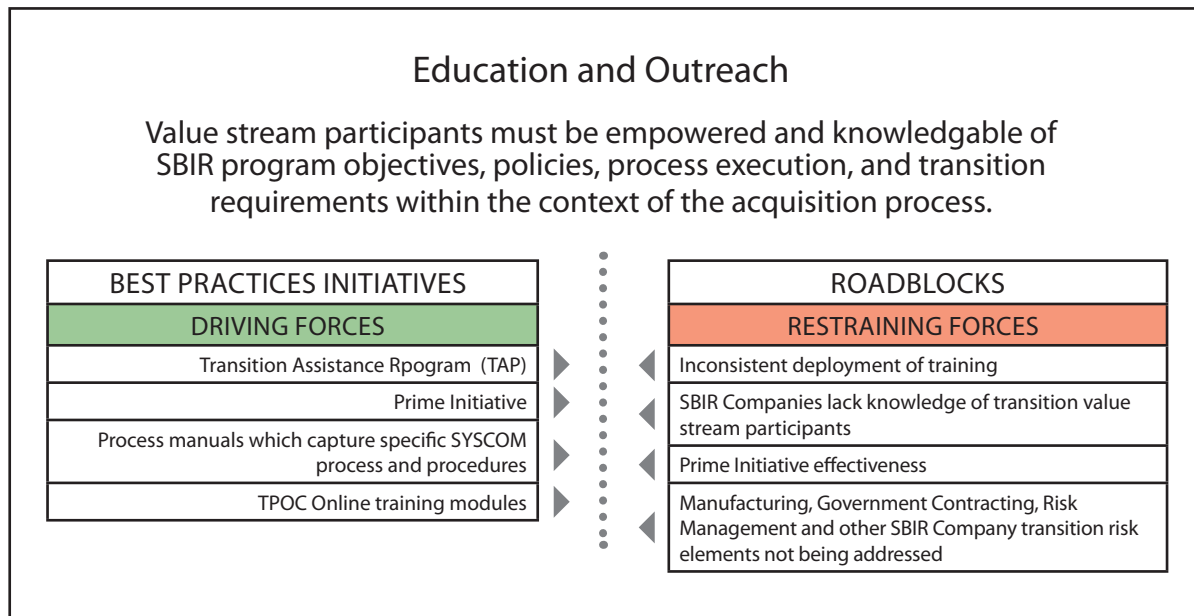 Education and Outreach
Value stream participants must be empowered and knowledgable of
SBIR program objectives, policies, process execution, and transition
requirements within the context of the acquisition process.
BEST PRACTICES INITIATIVES
DRIVING FORCES
Transition Assistance Rpogram (TAP)
Prime Initiative
Process manuals which capture specific SYSCOM
process and procedures
TPOC Online training modules
ROADBLOCKS
RESTRAINING FORCES
Inconsistent deployment of training
SBIR Companies lack knowledge of transition value
stream participants
Prime Initiative effectiveness
Manufacturing, Government Contracting, Risk
Management and other SBIR Company transition risk
elements not being addressed